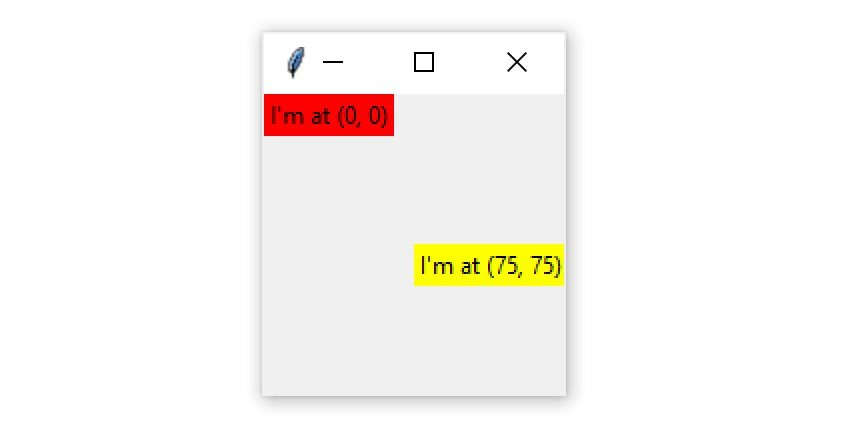 I'm at (0, 0)
I'm at (75, 75)